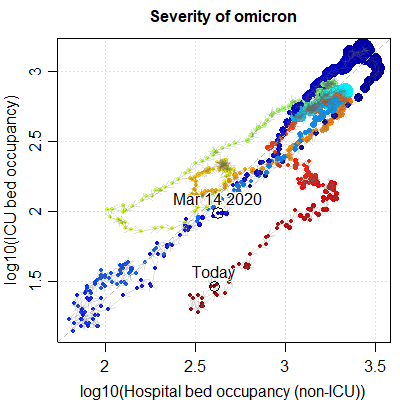 Severity of omicron
log10(ICU bed occupancy)
3
2.5
2
1.5
Mar 14 2020
Today
2
2.5
3
3.5
log10(Hospital bed occupancy (non-ICU))